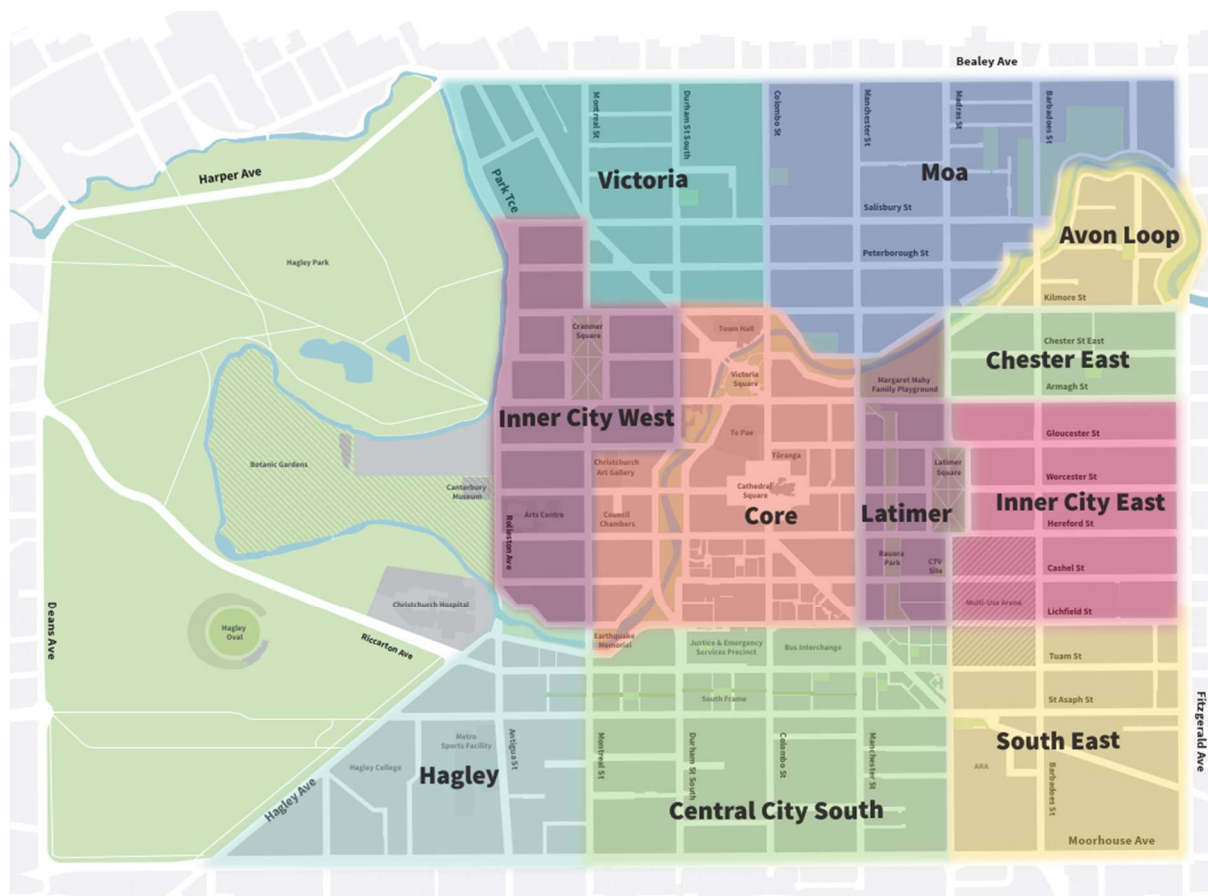 Bealey Ave
Montreal St
Durham St South
Colombo St
Manchester St
Madras St
Barbadoes St
Harper Ave
Park Tce
Victoria
Moa
Salisbury St
Avon Loop
Peterborough St
Hagley Park
Kilmore St
Cranmer
Square
Town Hall
Chester St East
Chester East
Victoria
Square
Margaret Mahy
Family Playground
Armagh St
Inner City West
Te Pae
Gloucester St
Botanic Gardens
Christchurch
Art Gallery
Tūranga
Latimer
Square
Worcester St
Canterbury
Museum
Cathedral
Square
Inner City East
Arts Centre
Council
Chambers
Core
Latimer
Hereford St
Rolleston Ave
Rauora
Park
CTV
Site
Cashel St
Christchurch Hospital
Multi-Use Arena
Lichfield St
Deans Ave
Hagley
Oval
Riccarton Ave
Earthquake
Memorial
Justice & Emergency
Services Precinct
Bus Interchange
Tuam St
South Frame
St Asaph St
Fitzgerald Ave
Metro
Sports Facility
Antigua St
Montreal St
Durham St South
Colombo St
Manchester St
South East
Hagley College
Hagley
ARA
Barbadoes St
Hagley Ave
Central City South
Moorhouse Ave